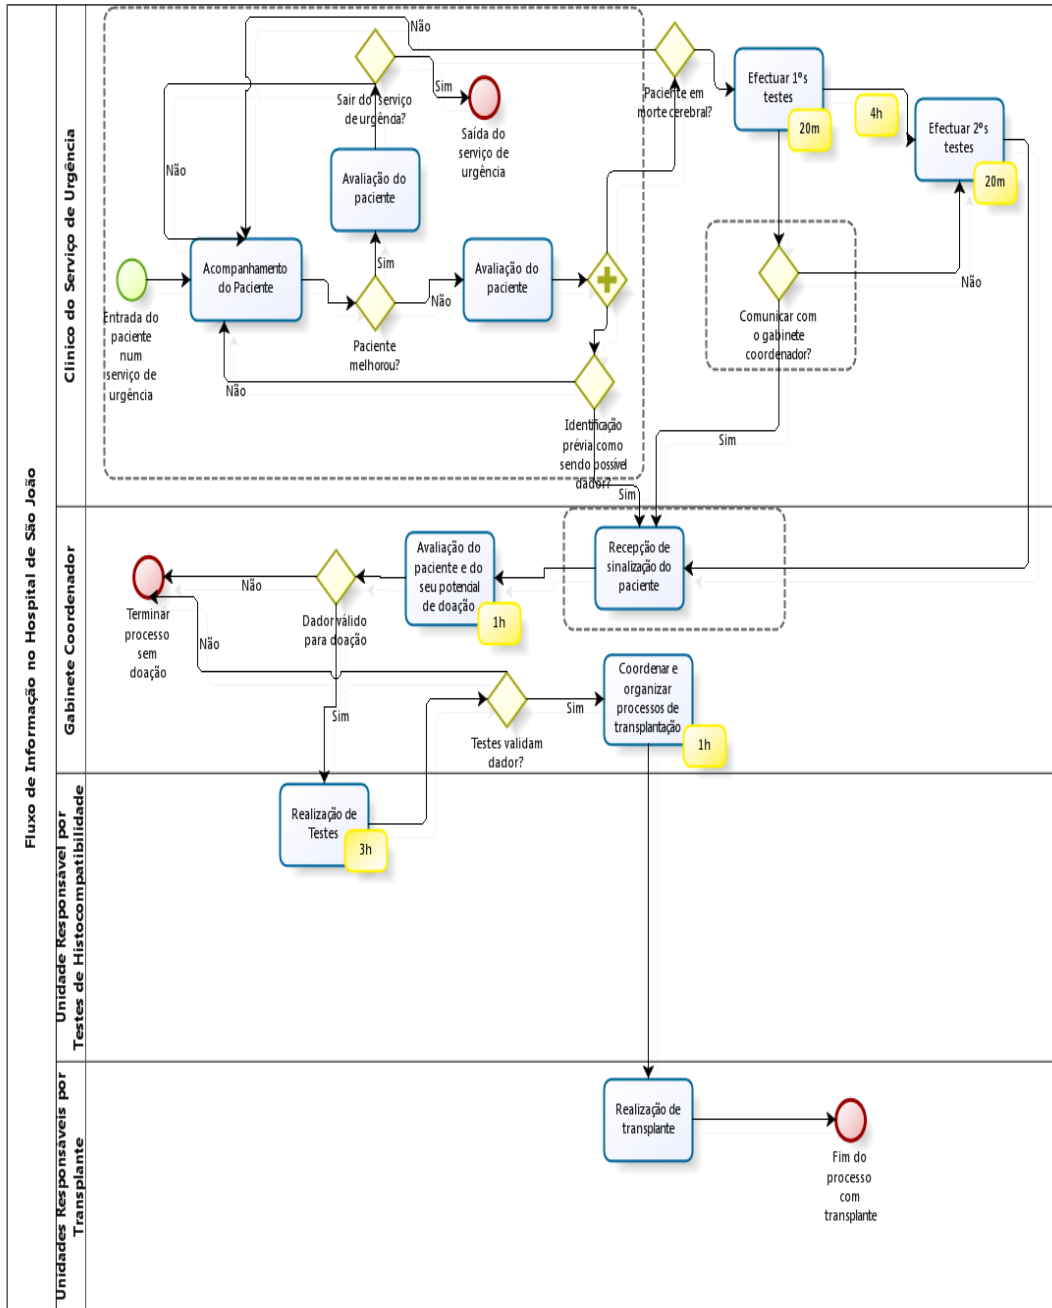 Fluxo de Informação no Hospital de São João
Clinico do Serviço de Urgência
Não
Sair do serviço
de urgência?
Sim
Saída do
serviço de
urgência
Paciente em
morte cerebral?
Efectuar 1ºs
testes
20m
4h
Efectuar 2ºs
testes
20m
Não
Avaliação do
paciente
Sim
Entrada do
paciente
num
serviço de
urgência
Acompanhamento
do Paciente
Paciente
melhorou?
Não
Avaliação do
paciente
Comunicar com
o gabinete
coordenador?
Não
Sim
Não
Identificação
prévia como
sendo possível
dador?
Sim
Gabinete Coordenador
Terminar
processo
sem
doação
Não
Dador válido
para doação
Avaliação do
paciente e do
seu potencial
de doação
1h
Recepção de
sinalização do
paciente
Não
Sim
Testes validam
dador?
Sim
Coordenar e
organizar
processos de
transplantação
1h
Unidade Responsável por
Testes de Histocompatibilidade
Realização de
Testes
3h
Unidades Responsáveis por
Transplante
Realização de
transplante
Fim do
processo
com
transplante